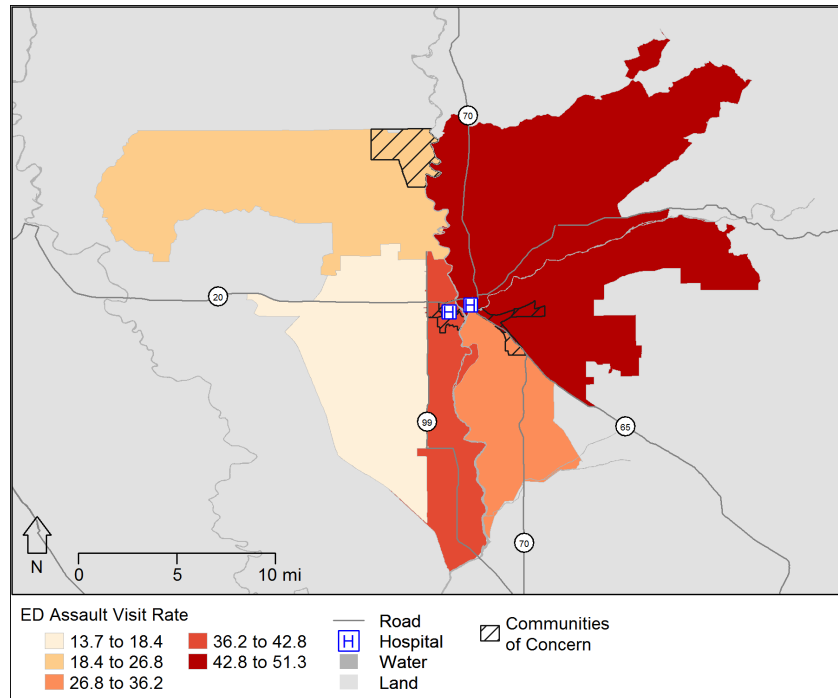 70
20
99
65
70
N
0 5 10 mi
ED Assault Visit Rate
13.7 to 18.4
18.4 to 26.8
26.8 to 36.2
36.2 to 42.8
42.8 to 51.3
Road
H Hospital
Water
Land
Communities
of Concern
H
H